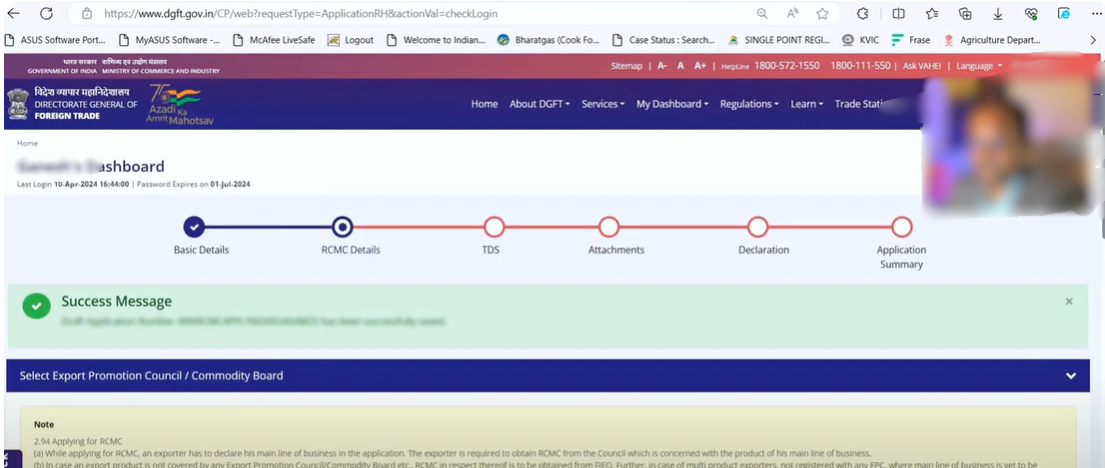 https://www.dgft.gov.in/CP/web?requestType=ApplicationRH&actionVal=checkLogin
ASUS Software Port... MyASUS Software -... McAfee LiveSafe Logout Welcome to Indian... Bharatgas (Cook Fo... Case Status : Search... SINGLE POINT REGI... KVIC Frase Agriculture Depart...
भारत सरकार वाणिज्य एवं उद्योग मंत्रालय
GOVERNMENT OF INDIA MINISTRY OF COMMERCE AND INDUSTRY
Sitemap | A- A A+ | HELPLINE 1800-572-1550 1800-111-550 | Ask VAHEI | Language
विदेश व्यापार महानिदेशालय
DIRECTORATE GENERAL OF
FOREIGN TRADE
75
Azadi Ka
Amrit Mahotsav
Home About DGFT Services My Dashboard Regulations Learn Trade
Home
ashboard
Last Login 10-Apr-2024 16:44:00 | Password Expires on 01-Jul-2024
Basic Details RCMC Details TDS Attachments Declaration Application
Summary
Success Message
Select Export Promotion Council / Commodity Board
Note
2.94 Applying for RCMC
(a) While applying for RCMC, an exporter has to declare his main line of business in the application. The exporter is required to obtain RCMC from the Council which is concerned with the product of his main line of business.
(b) In case an export product is not covered by any Export Promotion Council/Commodity Board etc., RCMC in respect thereof is to be obtained from FIEO. Further, in case of multi product exporters, not registered with any EPC, where main line of business is yet to be